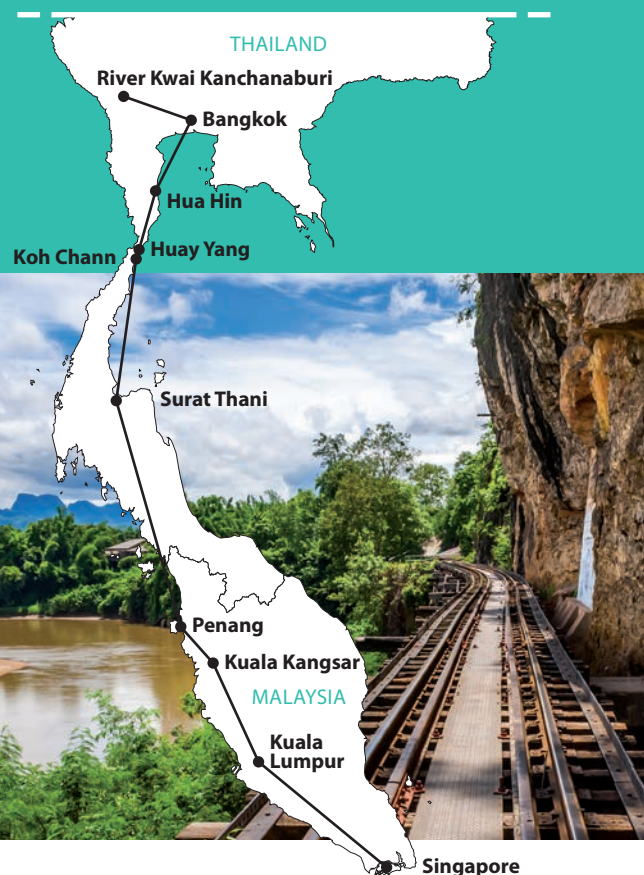 THAILAND
River Kwai Kanchanaburi
Bangkok
Hua Hin
Huay Yang
Koh Chann
Surat Thani
Penang
Kuala Kangsar
MALAYSIA
Kuala
Lumpur
Singapore